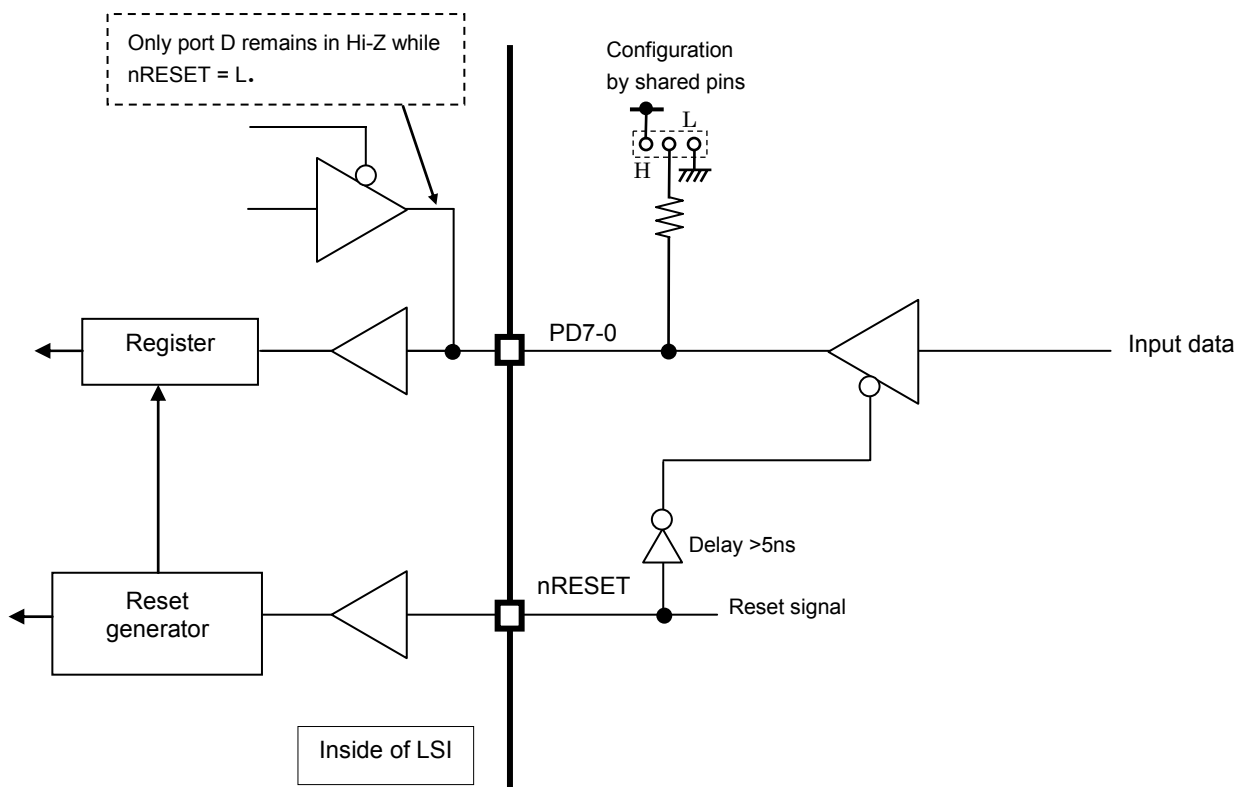 Only port D remains in Hi-Z while
nRESET = L.
Configuration
by shared pins
L
H
PD7-0
Register
Input data
Delay >5ns
nRESET
Reset
generator
Reset signal
Inside of LSI